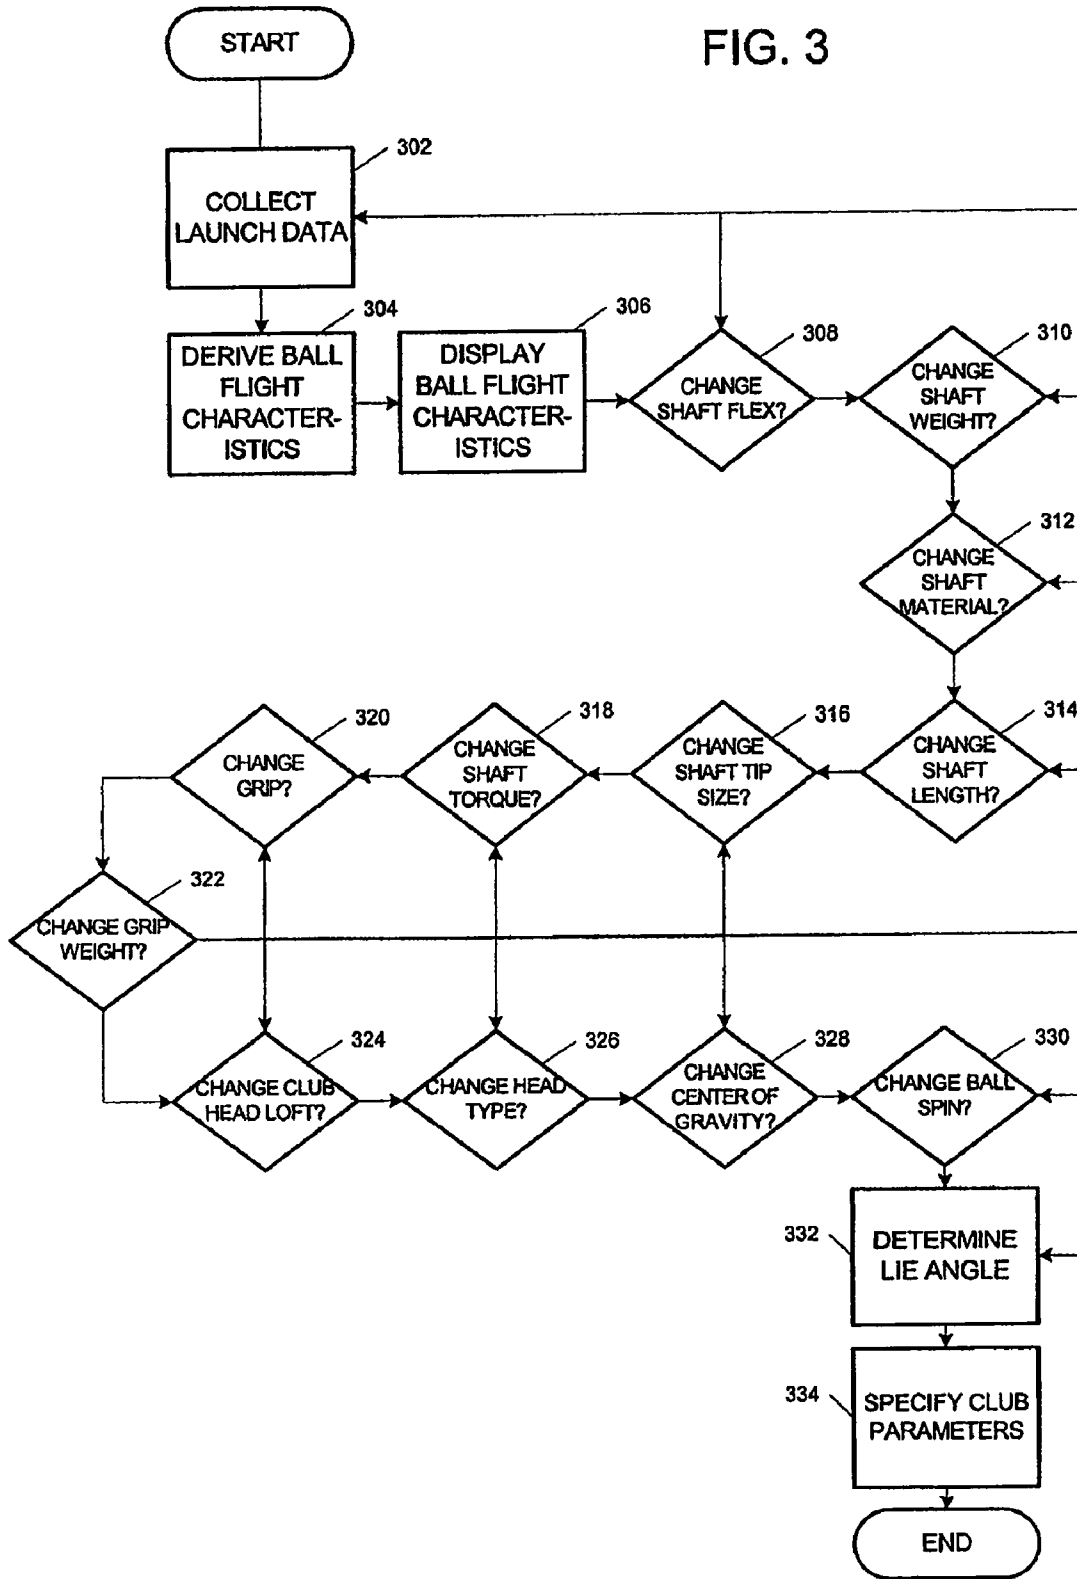 START
FIG. 3
302
COLLECT
LAUNCH DATA
304
DERIVE BALL
FLIGHT
CHARACTER-
ISTICS
306
DISPLAY
BALL FLIGHT
CHARACTER-
ISTICS
308
CHANGE
SHAFT FLEX?
310
CHANGE
SHAFT
WEIGHT?
312
CHANGE
SHAFT
MATERIAL?
314
CHANGE
SHAFT
LENGTH?
316
CHANGE
SHAFT TIP
SIZE?
318
CHANGE
SHAFT
TORQUE?
320
CHANGE
GRIP?
322
CHANGE GRIP
WEIGHT?
324
CHANGE CLUB
HEAD LOFT?
326
CHANGE HEAD
TYPE?
328
CHANGE
CENTER OF
GRAVITY?
330
CHANGE BALL
SPIN?
332
DETERMINE
LIE ANGLE
334
SPECIFY CLUB
PARAMETERS
END